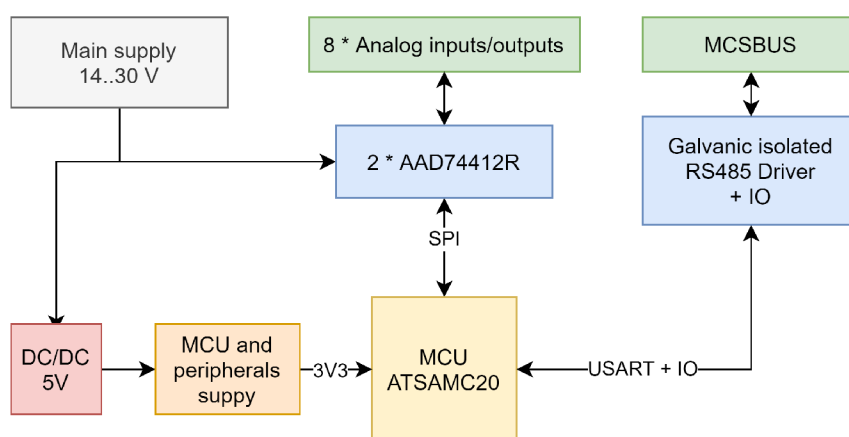 Main supply
14..30 V
8 * Analog inputs/outputs
MCSBUS
2 * AAD74412R
Galvanic isolated
RS485 Driver
+ IO
SPI
DC/DC
5V
MCU and
peripherals
suppy
3V3
MCU
ATSAMC20
USART + IO